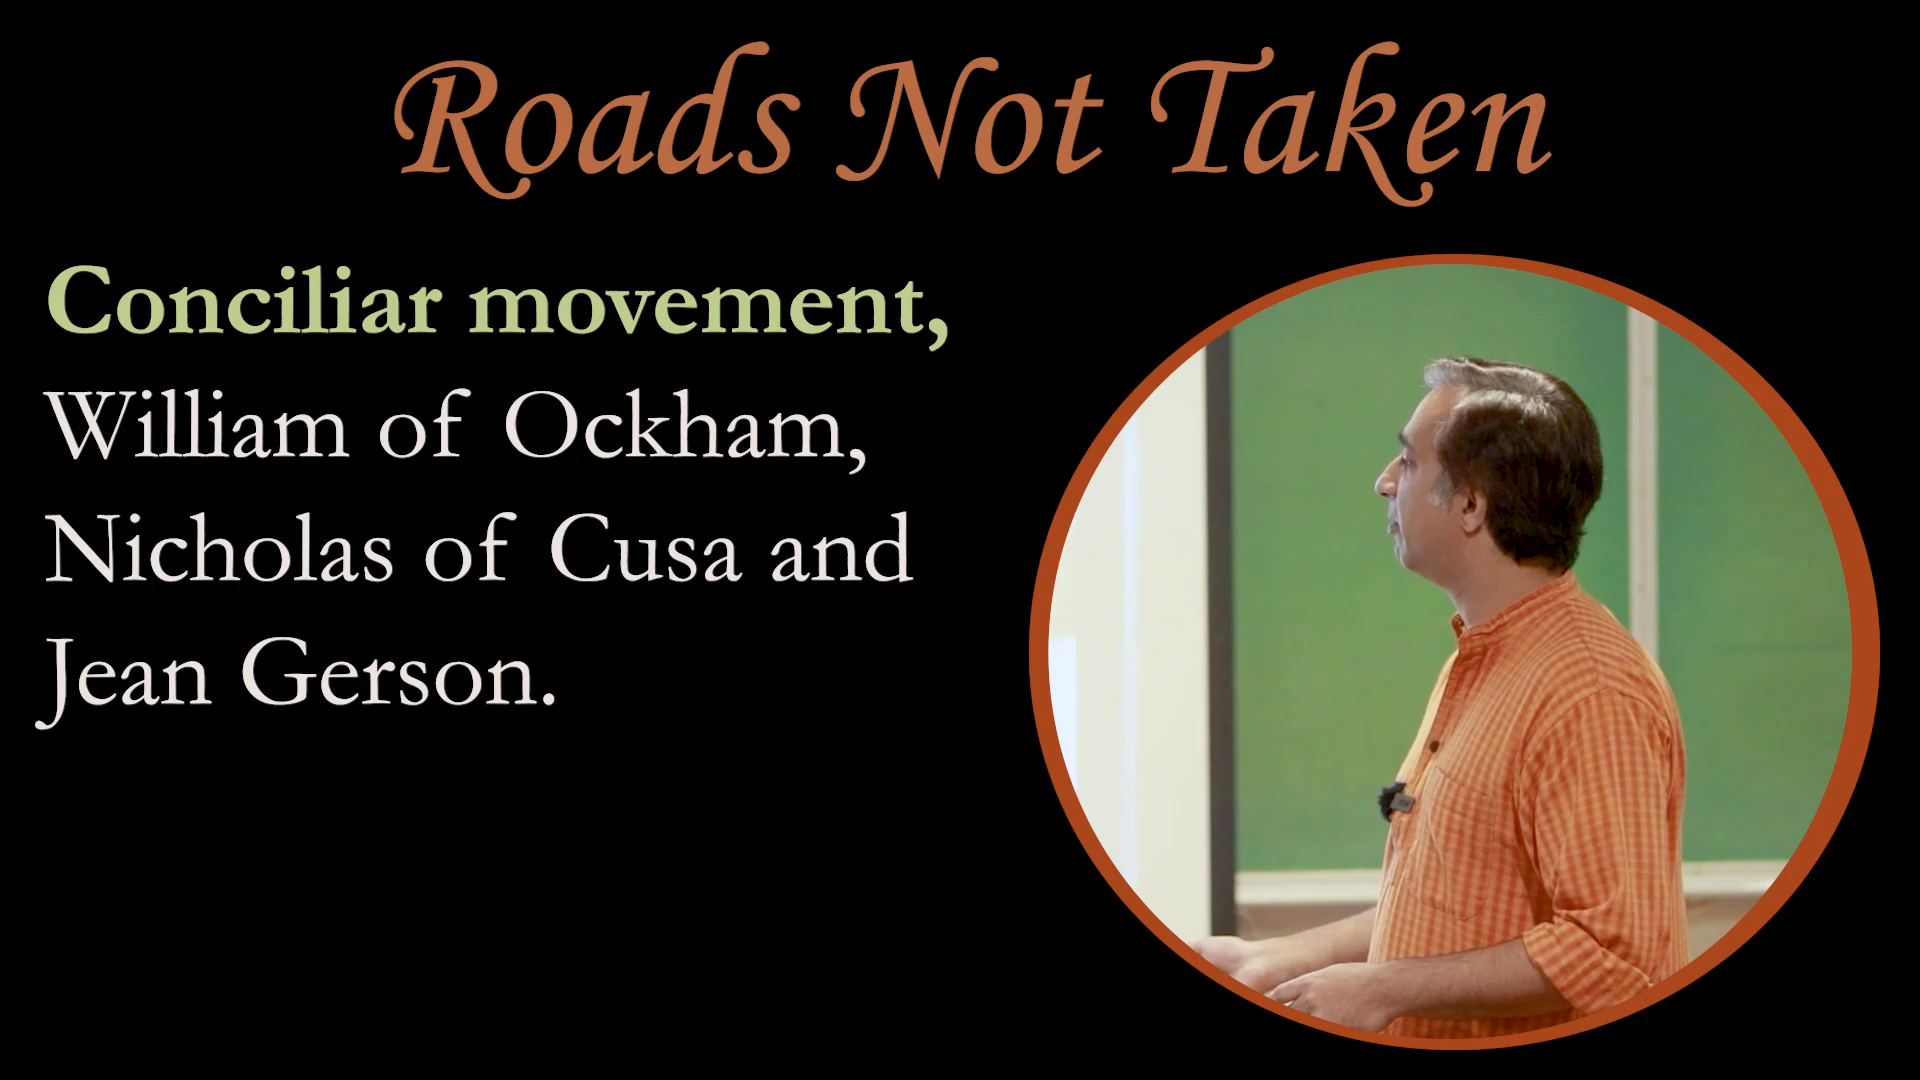 Roads Not Taken
Conciliar movement,
William of Ockham,
Nicholas of Cusa and
Jean Gerson.